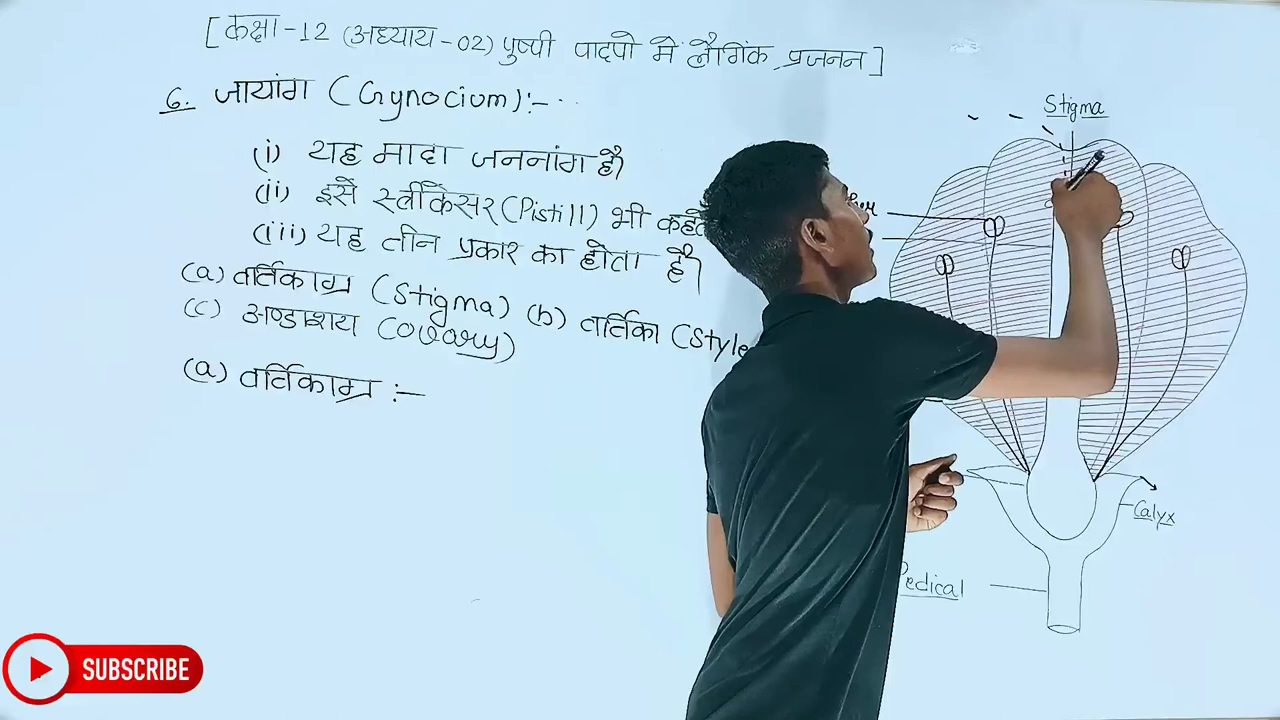 [कक्षा-12 (अध्याय-02) पुष्पी पादपो मे लैगिंक प्रजनन]
6. जायांग (Gynocium):-
(i) यह मादा जननांग है।
(ii) इसे स्त्रीकेसर (Pistill) भी कहते
(iii) यह तीन प्रकार का होता है।
(a) वर्तिकाग्र (Stigma) (b) वर्तिका (Style
(c) अण्डाशय (Ovary)
(a) वर्तिकाग्र :-
Stigma
Calyx
Pedical
SUBSCRIBE